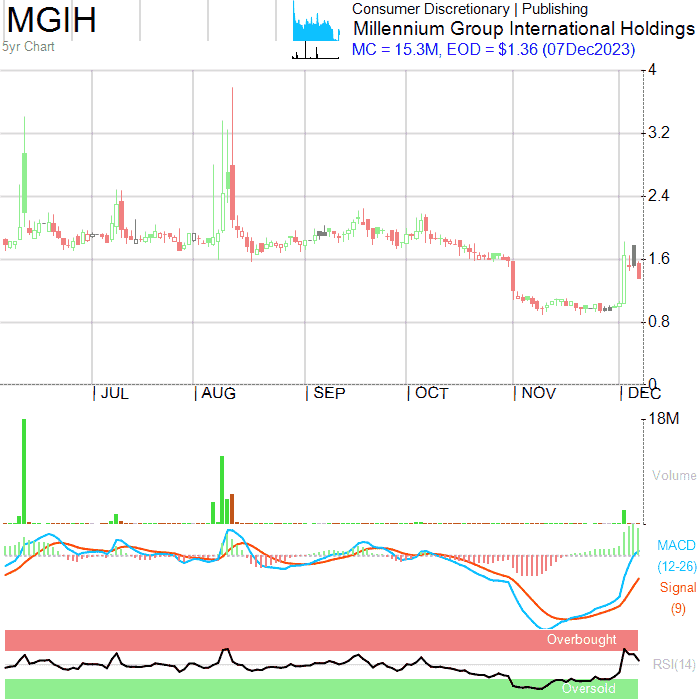 MGIH
5yr Chart
Consumer Discretionary | Publishing
Millennium Group International Holdings
MC = 15.3M, EOD = $1.36 (07Dec2023)
4
3.2
2.4
1.6
0.8
0
JUL
AUG
SEP
OCT
NOV
DEC
18M
Volume
MACD
(12-26)
Signal
(9)
Overbought
RSI(14)
Oversold